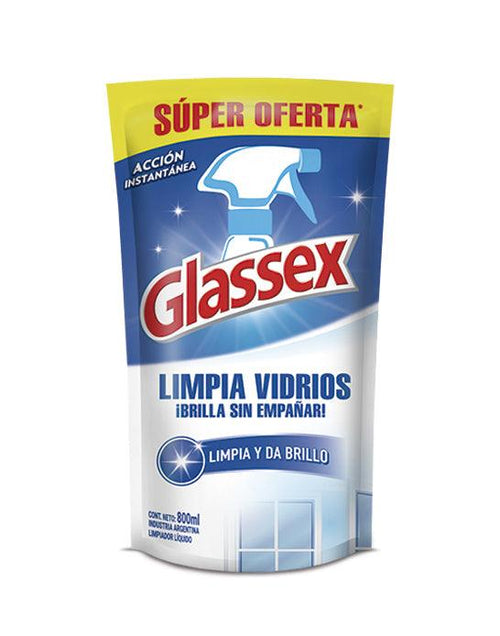 SÚPER OFERTA*
ACCIÓN
INSTANTÁNEA
Glassex
LIMPIA VIDRIOS
¡BRILLA SIN EMPAÑAR!
LIMPIA Y DA BRILLO
CONT. NETO: 800ml
INDUSTRIA ARGENTINA
LIMPIADOR LÍQUIDO